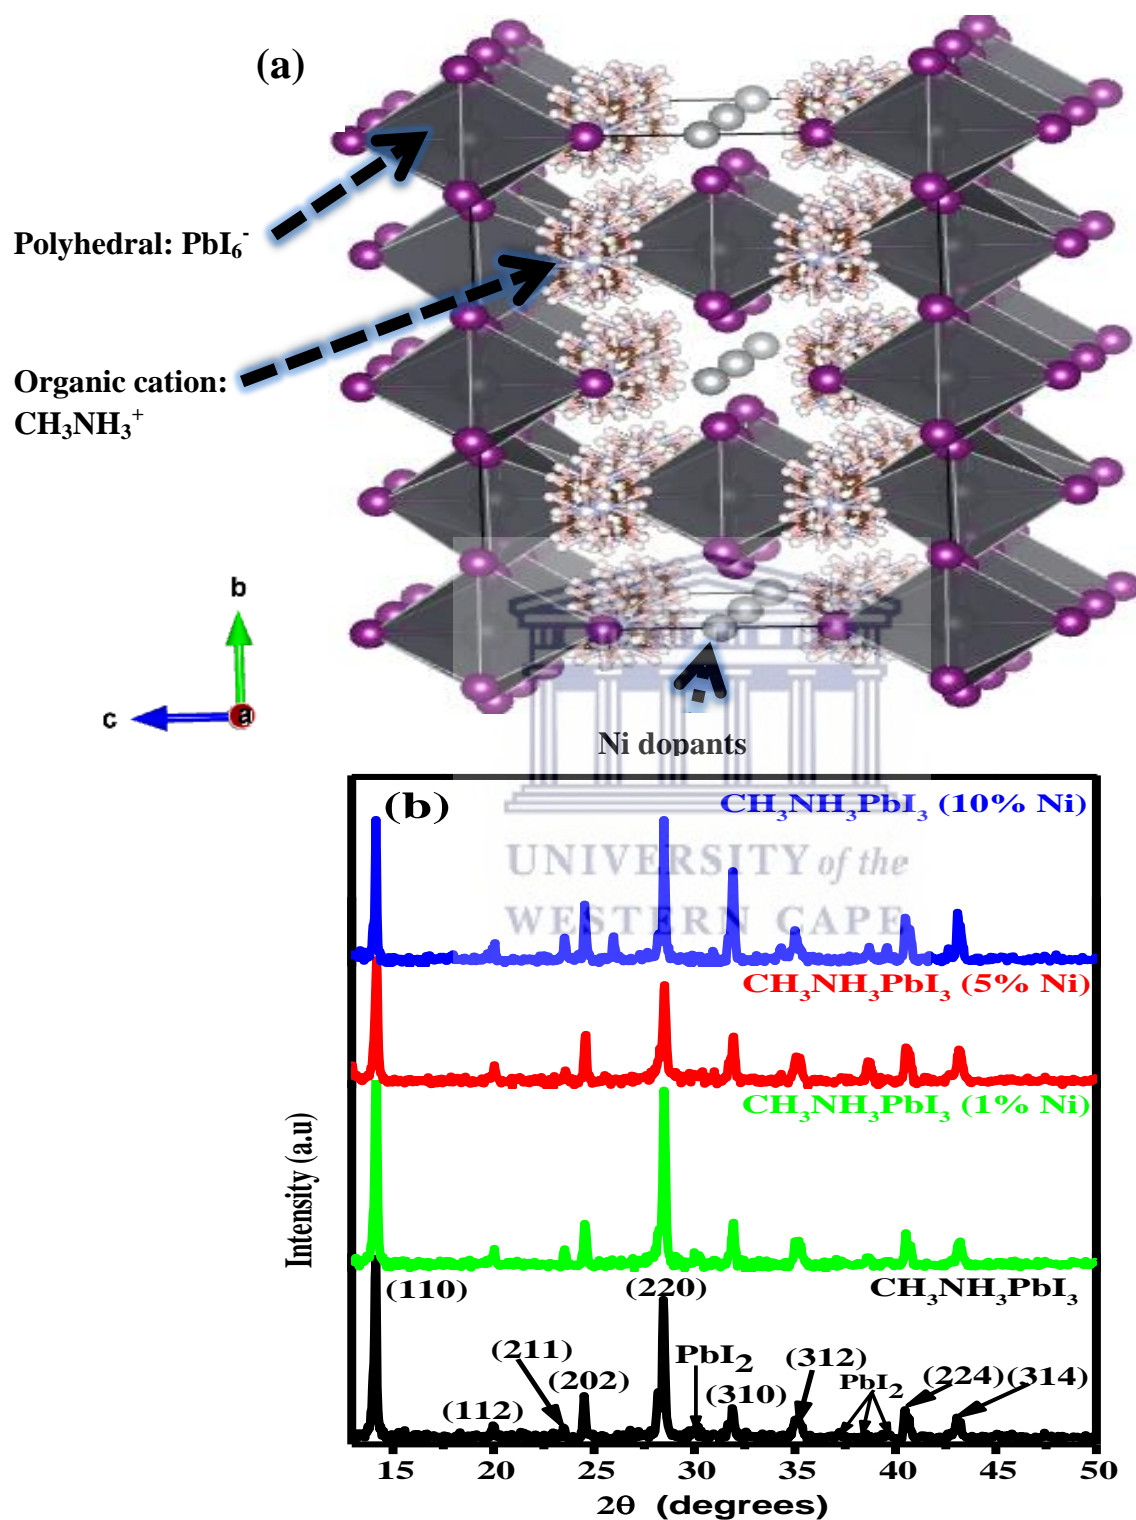 (a)
Polyhedral: PbI₆⁻
Organic cation:
CH₃NH₃⁺
b
c
a
Ni dopants
UNIVERSITY of the
WESTERN CAPE
(b)
CH₃NH₃PbI₃ (10% Ni)
CH₃NH₃PbI₃ (5% Ni)
CH₃NH₃PbI₃ (1% Ni)
CH₃NH₃PbI₃
(110)
(220)
(211)
PbI₂
(312)
(202)
(310)
PbI₂
(224)
(314)
(112)
Intensity (a.u)
15 20 25 30 35 40 45 50
2θ (degrees)